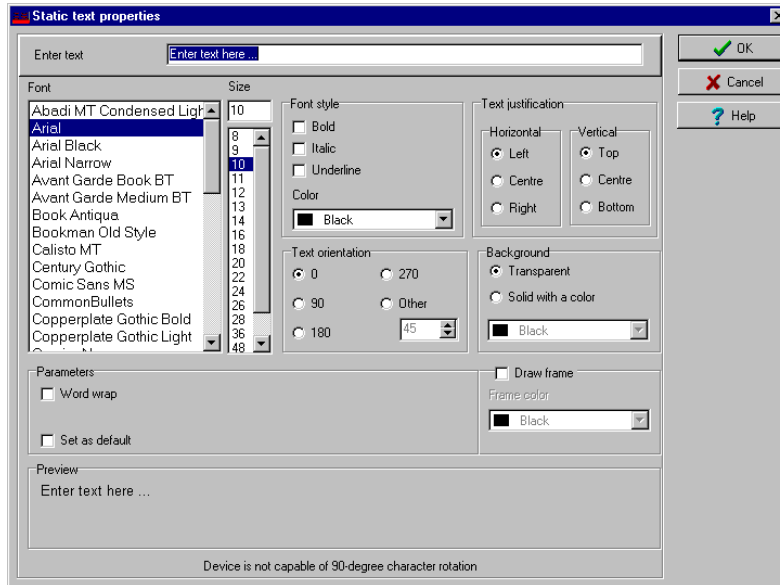 Static text properties
Enter text
Enter text here ...
OK
Cancel
Help
Font
Abadi MT Condensed Ligh
Arial
Arial Black
Arial Narrow
Avant Garde Book BT
Avant Garde Medium BT
Book Antiqua
Bookman Old Style
Calisto MT
Century Gothic
Comic Sans MS
CommonBullets
Copperplate Gothic Bold
Copperplate Gothic Light
Size
10
8
9
10
11
12
13
14
16
18
20
22
24
26
28
36
48
Font style
Bold
Italic
Underline
Color
Black
Text justification
Horizontal
Left
Centre
Right
Vertical
Top
Centre
Bottom
Text orientation
0
270
90
Other
180
45
Background
Transparent
Solid with a color
Black
Parameters
Word wrap
Set as default
Draw frame
Frame color
Black
Preview
Enter text here ...
Device is not capable of 90-degree character rotation